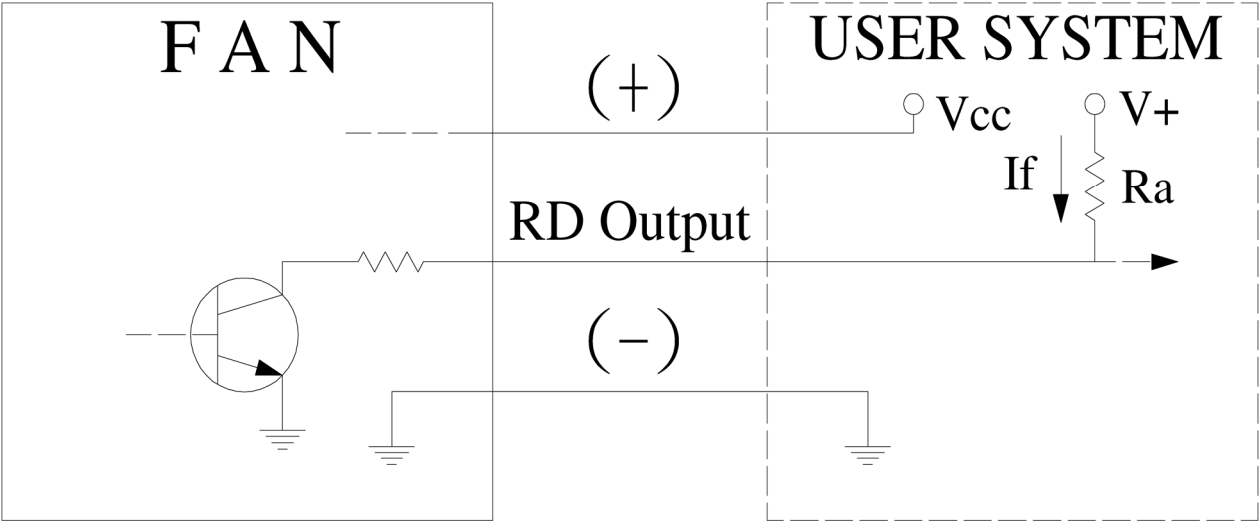 F A N
USER SYSTEM
(+)
Vcc
V+
If
Ra
RD Output
(-)